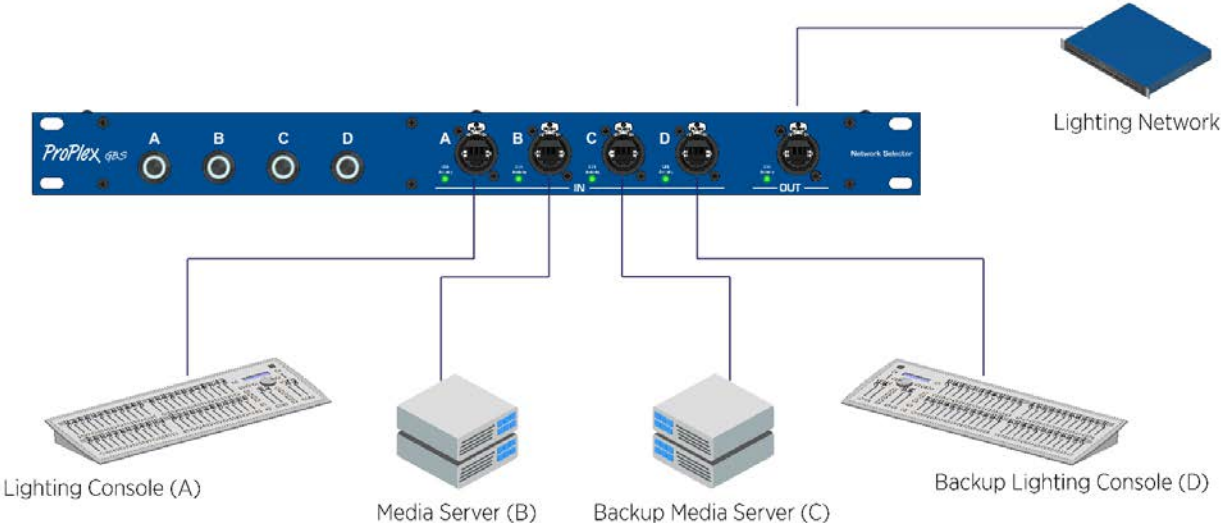 Lighting Network
A B C D
A B C D
ProPlex GBS
Network Selector
IN
OUT
Lighting Console (A)
Media Server (B)
Backup Media Server (C)
Backup Lighting Console (D)